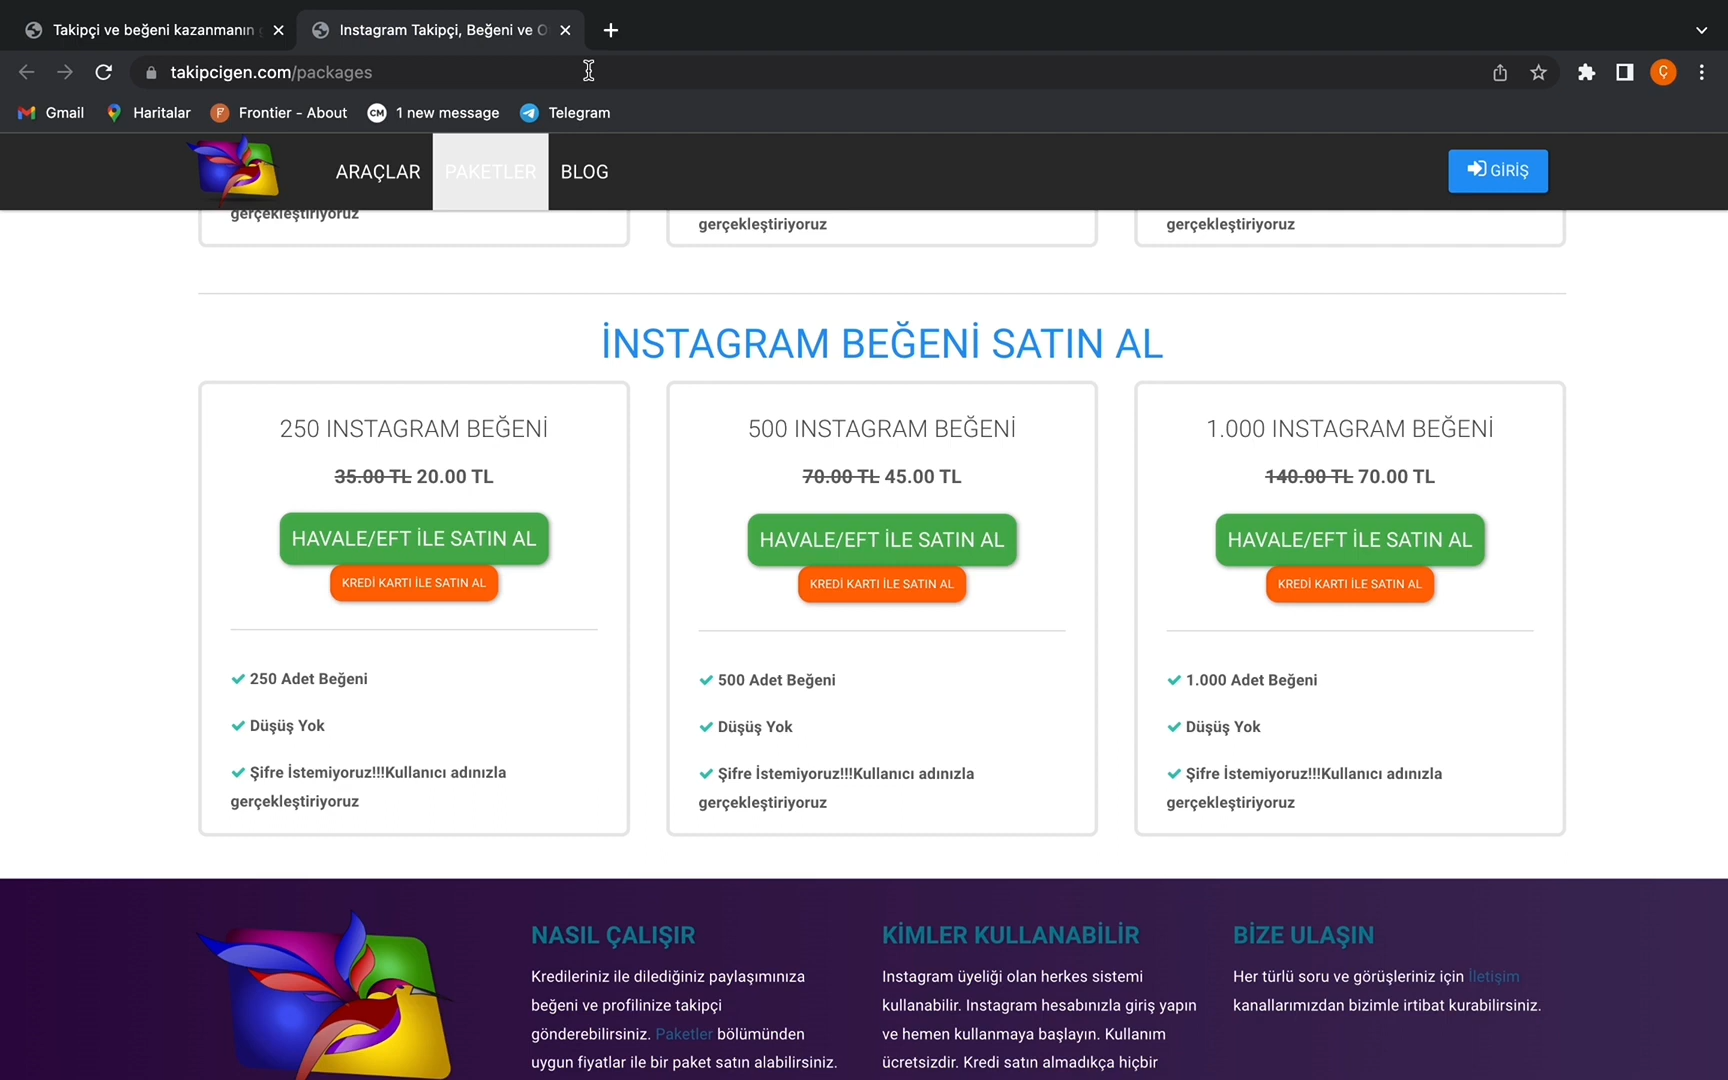 Takipçi ve beğeni kazanmanın
Instagram Takipçi, Beğeni ve O
takipcigen.com/packages
Ç
Gmail
Haritalar
Frontier - About
CM
1 new message
Telegram
ARAÇLAR
PAKETLER
BLOG
GİRİŞ
gerçekleştiriyoruz
gerçekleştiriyoruz
gerçekleştiriyoruz
İNSTAGRAM BEĞENİ SATIN AL
250 INSTAGRAM BEĞENİ
35.00 TL 20.00 TL
HAVALE/EFT İLE SATIN AL
KREDİ KARTI İLE SATIN AL
250 Adet Beğeni
Düşüş Yok
Şifre İstemiyoruz!!!Kullanıcı adınızla
gerçekleştiriyoruz
500 INSTAGRAM BEĞENİ
70.00 TL 45.00 TL
HAVALE/EFT İLE SATIN AL
KREDİ KARTI İLE SATIN AL
500 Adet Beğeni
Düşüş Yok
Şifre İstemiyoruz!!!Kullanıcı adınızla
gerçekleştiriyoruz
1.000 INSTAGRAM BEĞENİ
140.00 TL 70.00 TL
HAVALE/EFT İLE SATIN AL
KREDİ KARTI İLE SATIN AL
1.000 Adet Beğeni
Düşüş Yok
Şifre İstemiyoruz!!!Kullanıcı adınızla
gerçekleştiriyoruz
NASIL ÇALIŞIR
Kredileriniz ile dilediğiniz paylaşımınıza
beğeni ve profilinize takipçi
gönderebilirsiniz. Paketler bölümünden
uygun fiyatlar ile bir paket satın alabilirsiniz.
KİMLER KULLANABİLİR
Instagram üyeliği olan herkes sistemi
kullanabilir. Instagram hesabınızla giriş yapın
ve hemen kullanmaya başlayın. Kullanım
ücretsizdir. Kredi satın almadıkça hiçbir
BİZE ULAŞIN
Her türlü soru ve görüşleriniz için İletişim
kanallarımızdan bizimle irtibat kurabilirsiniz.